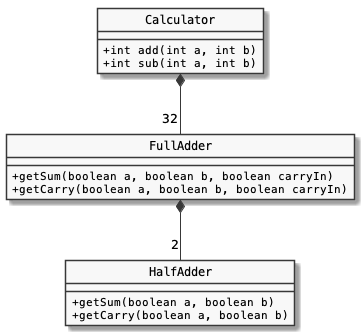 Calculator
+int add(int a, int b)
+int sub(int a, int b)
32
FullAdder
+getSum(boolean a, boolean b, boolean carryIn)
+getCarry(boolean a, boolean b, boolean carryIn)
2
HalfAdder
+getSum(boolean a, boolean b)
+getCarry(boolean a, boolean b)